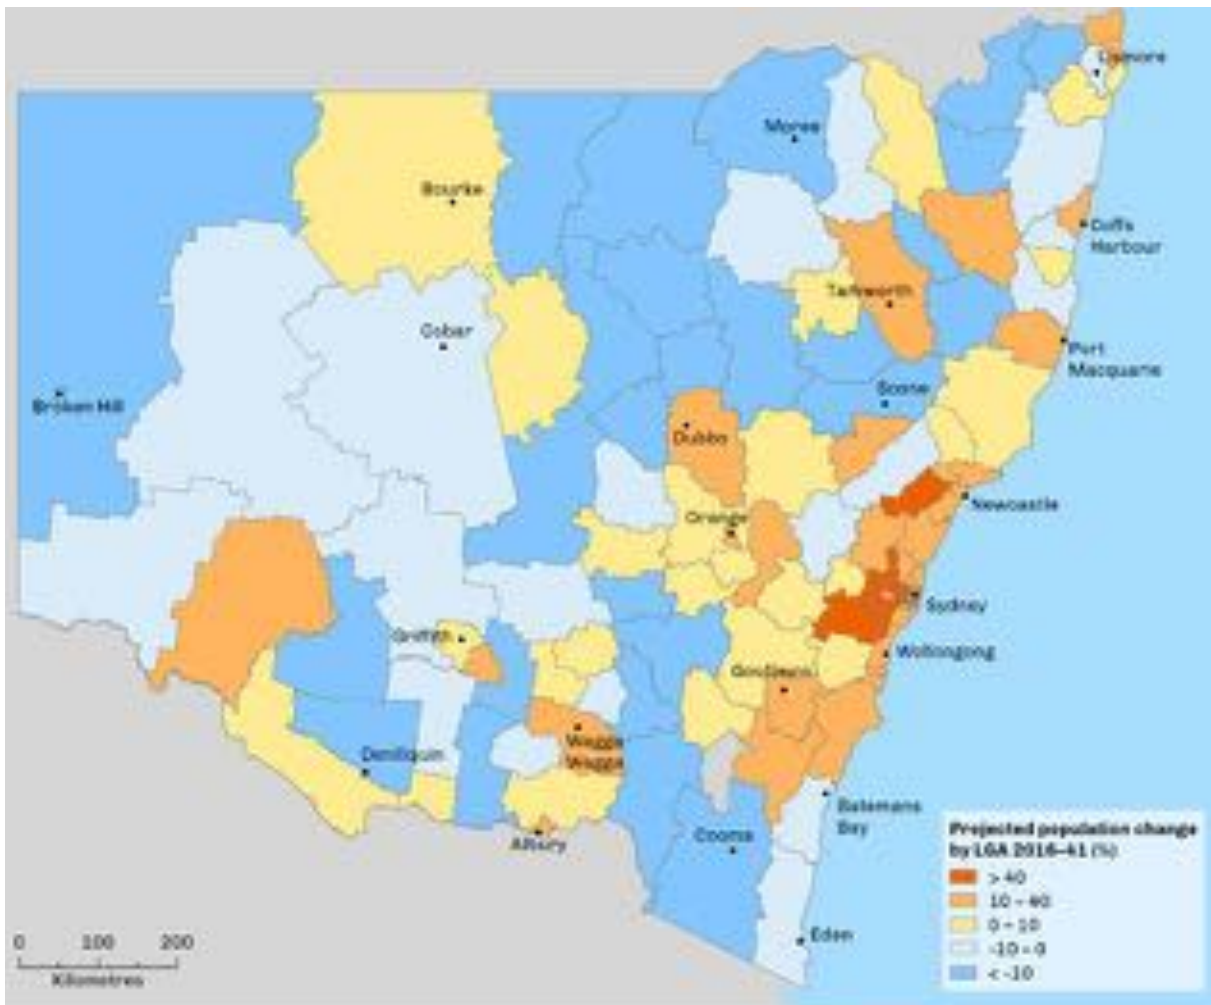 Lismore
Moree
Bourke
Coffs
Harbour
Tamworth
Cobar
Port
Macquarie
Broken Hill
Scone
Dubbo
Newcastle
Orange
Sydney
Griffith
Wollongong
Goulburn
Wagga
Wagga
Deniliquin
Batemans
Bay
Cooma
Albury
Eden
Projected population change
by LGA 2016–41 (%)
> 40
10 – 40
0 – 10
-10 – 0
< -10
0 100 200
Kilometres